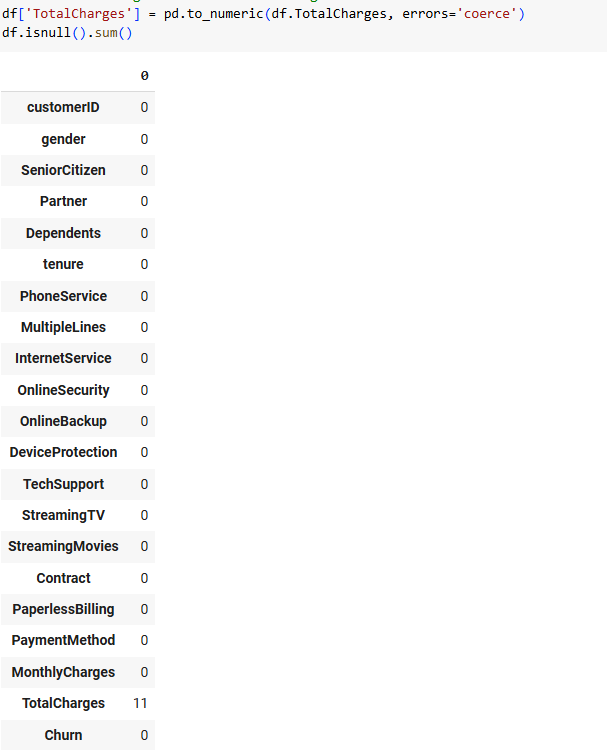 df['TotalCharges'] = pd.to_numeric(df.TotalCharges, errors='coerce')
df.isnull().sum()
0
customerID 0
gender 0
SeniorCitizen 0
Partner 0
Dependents 0
tenure 0
PhoneService 0
MultipleLines 0
InternetService 0
OnlineSecurity 0
OnlineBackup 0
DeviceProtection 0
TechSupport 0
StreamingTV 0
StreamingMovies 0
Contract 0
PaperlessBilling 0
PaymentMethod 0
MonthlyCharges 0
TotalCharges 11
Churn 0